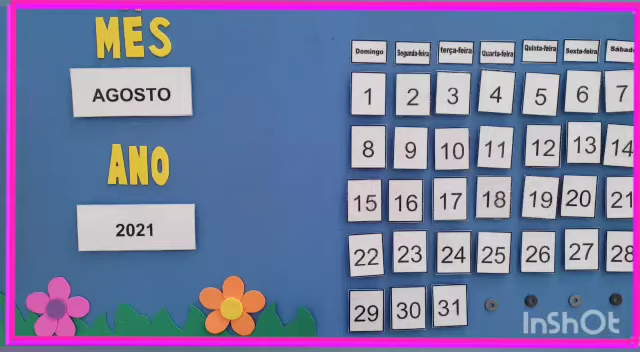 MÊS
AGOSTO
ANO
2021
Domingo Segunda-feira terça-feira Quarta-feira Quinta-feira Sexta-feira Sábado
1 2 3 4 5 6 7
8 9 10 11 12 13 14
15 16 17 18 19 20 21
22 23 24 25 26 27 28
29 30 31
InShOt